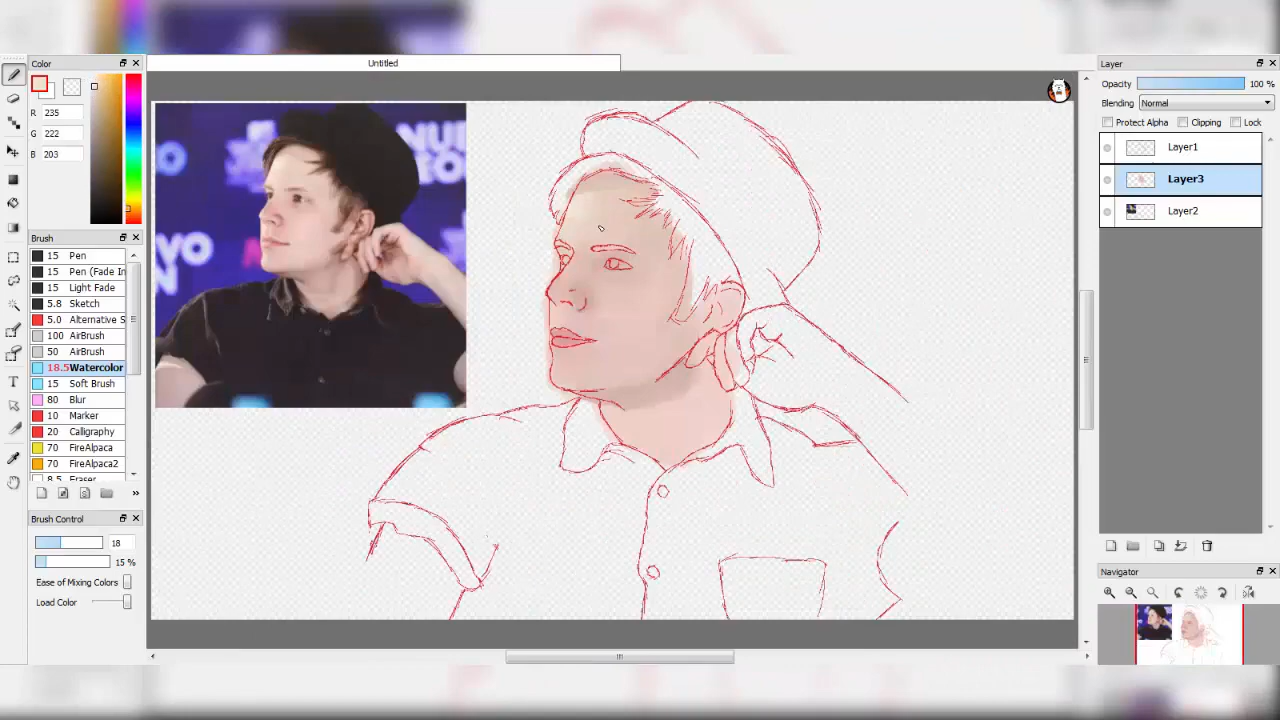 Color
Untitled
Layer
R 235
G 222
B 203
Opacity 100 %
Blending Normal
Protect Alpha Clipping Lock
Layer1
Layer3
Layer2
Brush
15 Pen
15 Pen (Fade In
15 Light Fade
5.8 Sketch
5.0 Alternative S
100 AirBrush
50 AirBrush
18.5 Watercolor
15 Soft Brush
80 Blur
10 Marker
20 Calligraphy
70 FireAlpaca
70 FireAlpaca2
8.5 Eraser
Brush Control
18
15 %
Ease of Mixing Colors
Load Color
Navigator